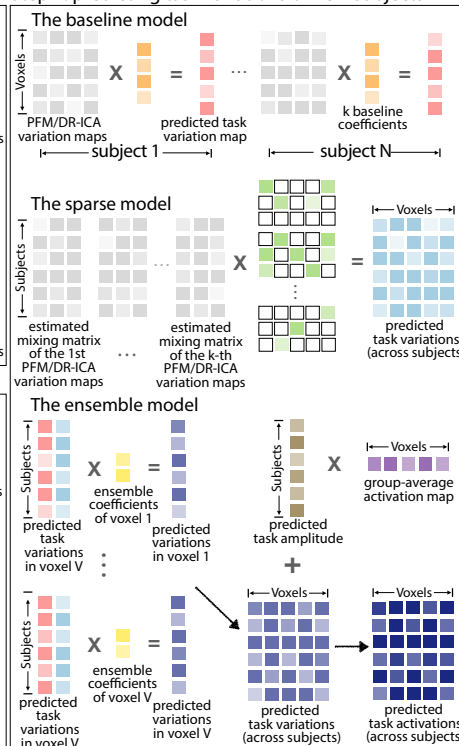 The baseline model
Voxels
X
=
...
X
=
PFM/DR-ICA
variation maps
predicted task
variation map
k baseline
coefficients
subject 1
subject N
The sparse model
Subjects
...
X
...
=
Voxels
estimated
mixing matrix
of the 1st
PFM/DR-ICA
variation maps
...
estimated
mixing matrix
of the k-th
PFM/DR-ICA
variation maps
predicted
task variations
(across subjects)
The ensemble model
Subjects
X
=
ensemble
coefficients
of voxel 1
predicted
task
variations
in voxel V
predicted
variations
in voxel 1
Subjects
X
Voxels
group-average
activation map
predicted
task amplitude
+
...
Subjects
X
=
ensemble
coefficients
of voxel V
predicted
task
variations
in voxel V
predicted
variations
in voxel V
Voxels
Subjects
predicted
task variations
(across subjects)
Voxels
Subjects
predicted
task activations
(across subjects)